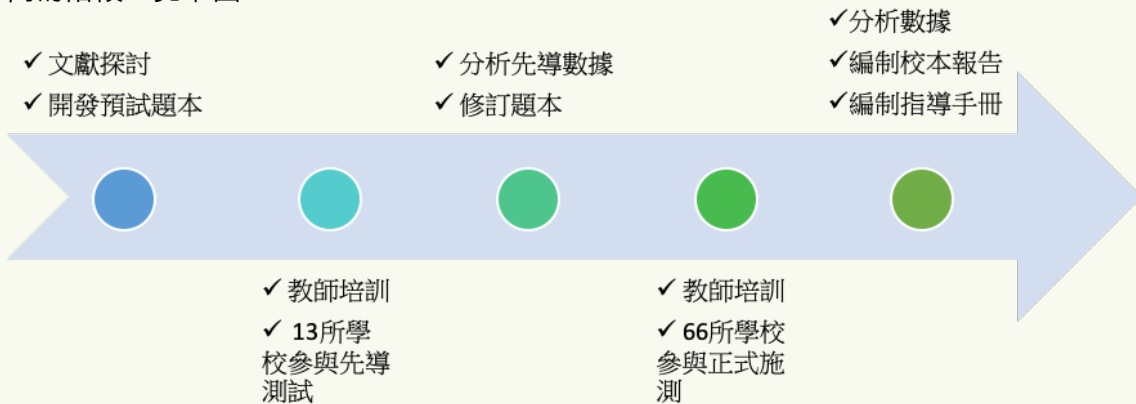 ✓ 文獻探討
✓ 開發預試題本
✓ 教師培訓
✓ 13所學
校參與先導
測試
✓ 分析先導數據
✓ 修訂題本
✓ 教師培訓
✓ 66所學校
參與正式施
測
✓分析數據
✓編制校本報告
✓編制指導手冊